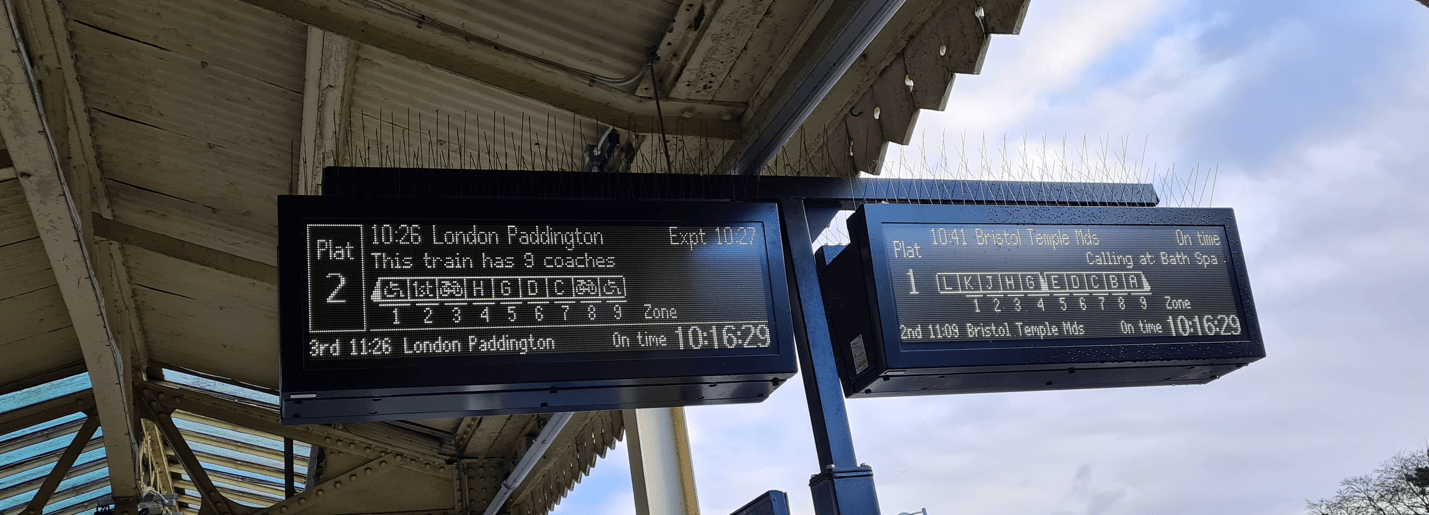 Plat
2
10:26 London Paddington Expt 10:27
This train has 9 coaches
1st H G D C
1 2 3 4 5 6 7 8 9 Zone
3rd 11:26 London Paddington On time 10:16:29
Plat
1
10:41 Bristol Temple Mds On time
Calling at: Bath Spa
L K J H G E D C B A
1 2 3 4 5 6 7 8 9 Zone
2nd 11:09 Bristol Temple Mds On time 10:16:29